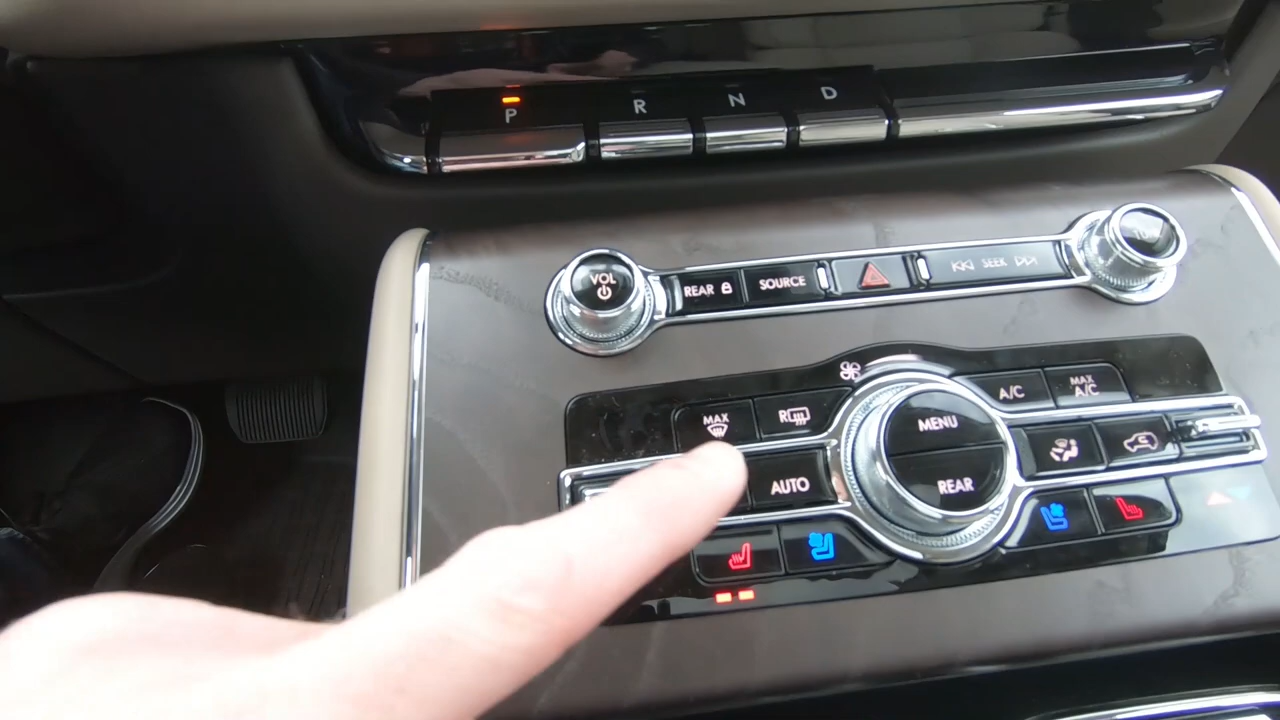 P R N D
VOL
REAR SOURCE SEEK
MAX
R
A/C
MAX
A/C
MENU
AUTO
REAR